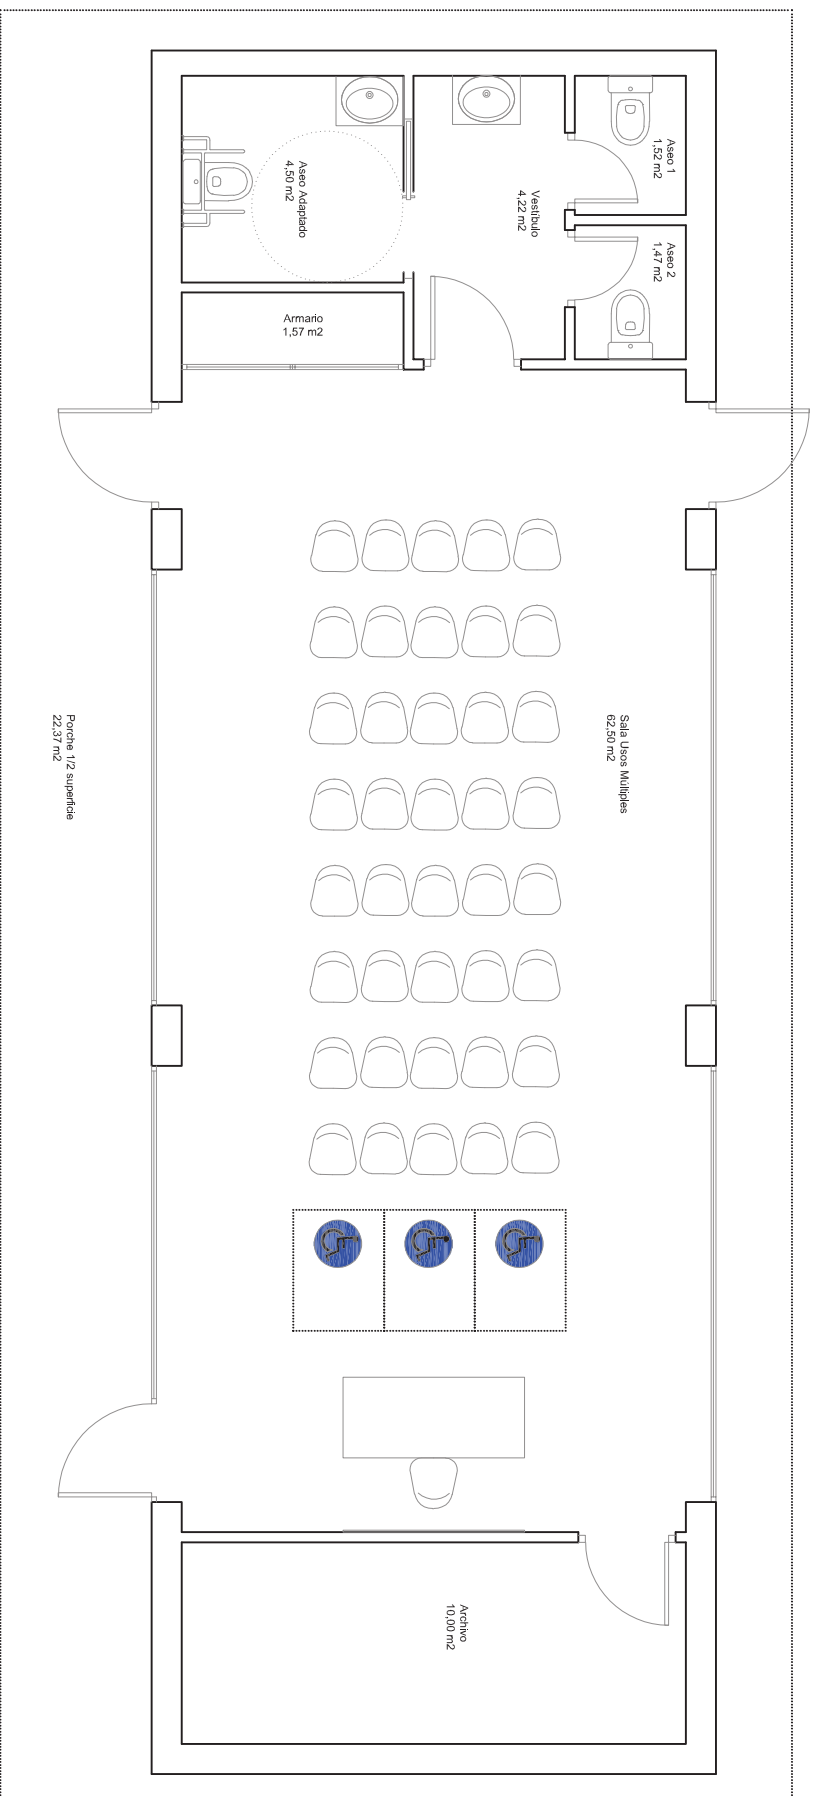 Aseo Adaptado
4,50 m2
Vestíbulo
4,22 m2
Aseo 1
1,52 m2
Aseo 2
1,47 m2
Armario
1,57 m2
Porche 1/2 superficie
22,37 m2
Sala Usos Múltiples
62,50 m2
Archivo
10,00 m2